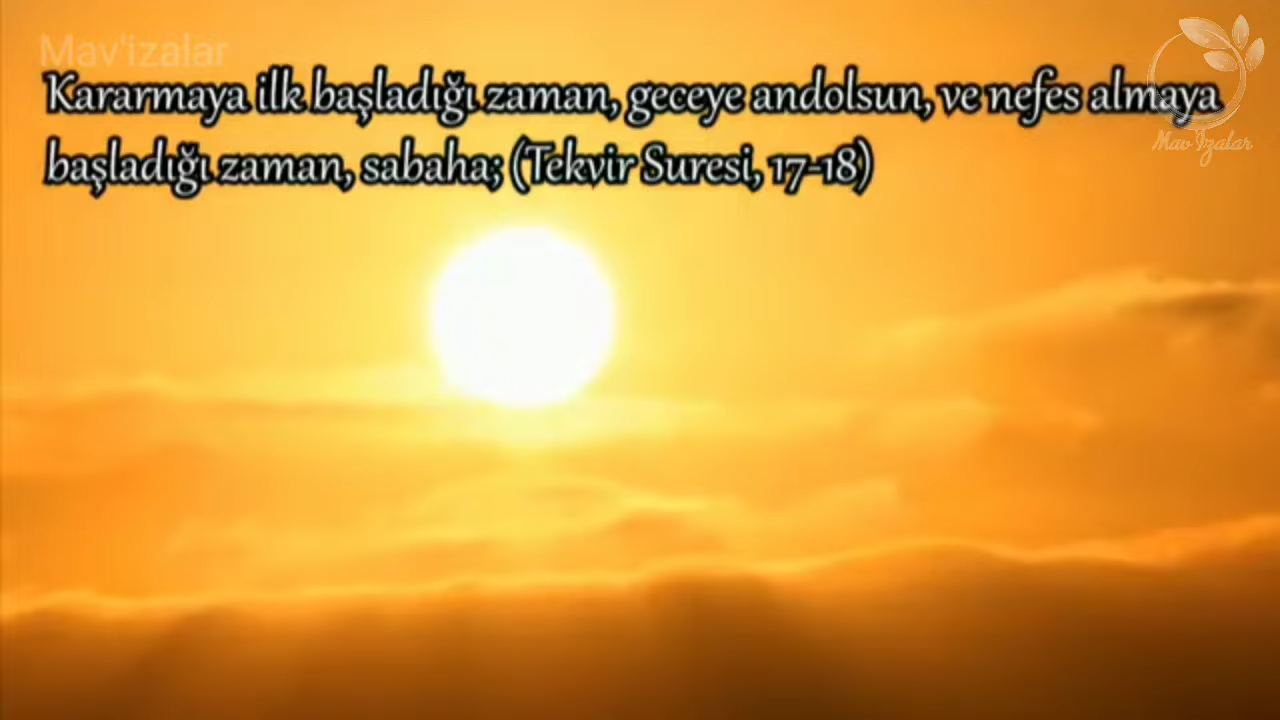 Mav'izalar
Kararmaya ilk başladığı zaman, geceye andolsun, ve nefes almaya
başladığı zaman, sabaha; (Tekvir Suresi, 17-18)
Mav İzalar